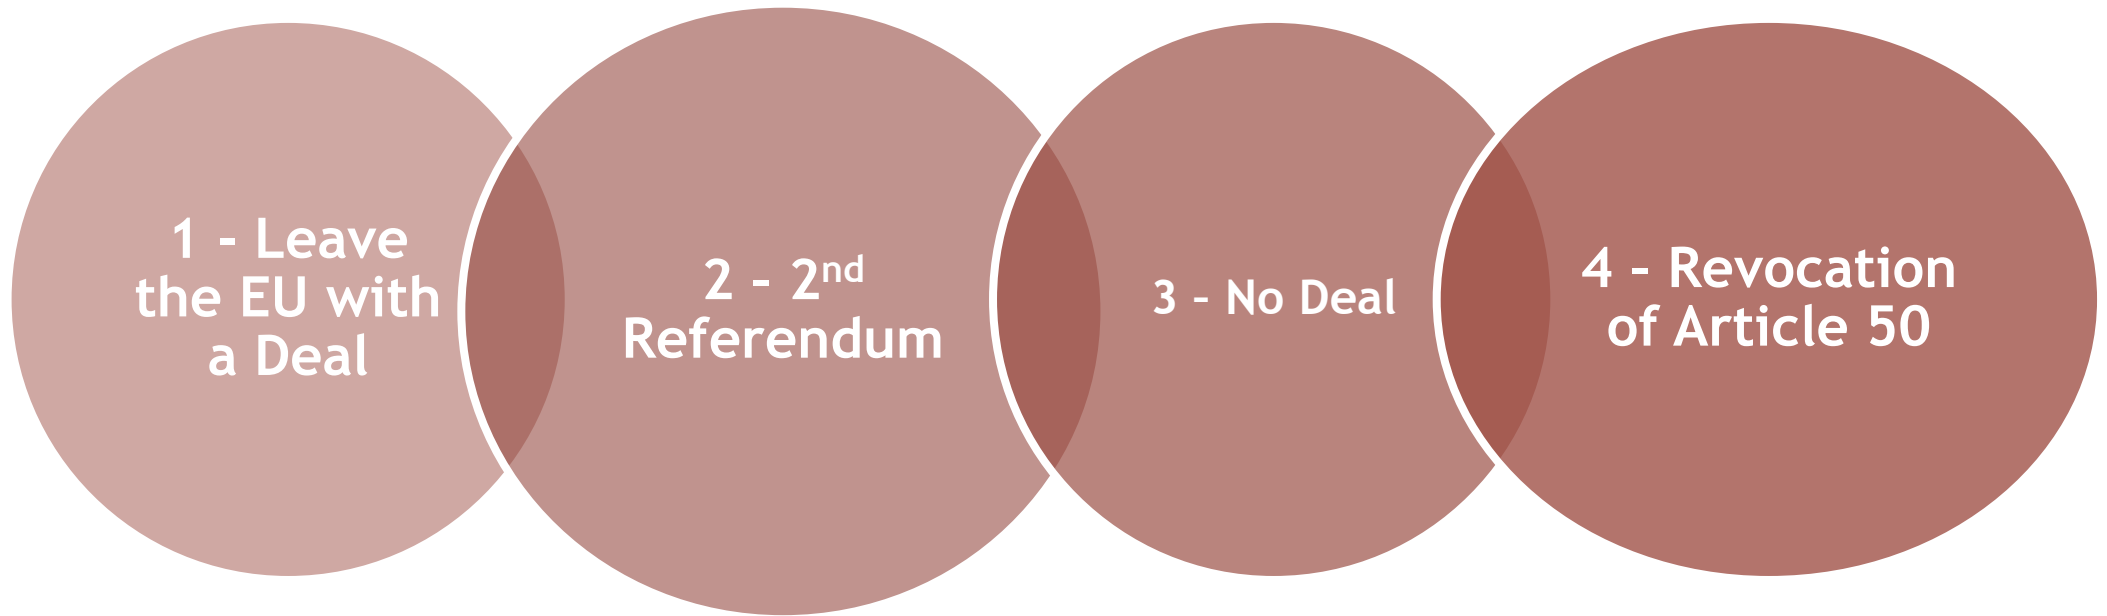 1 - Leave
the EU with
a Deal
2 - 2nd
Referendum
3 – No Deal
4 - Revocation
of Article 50